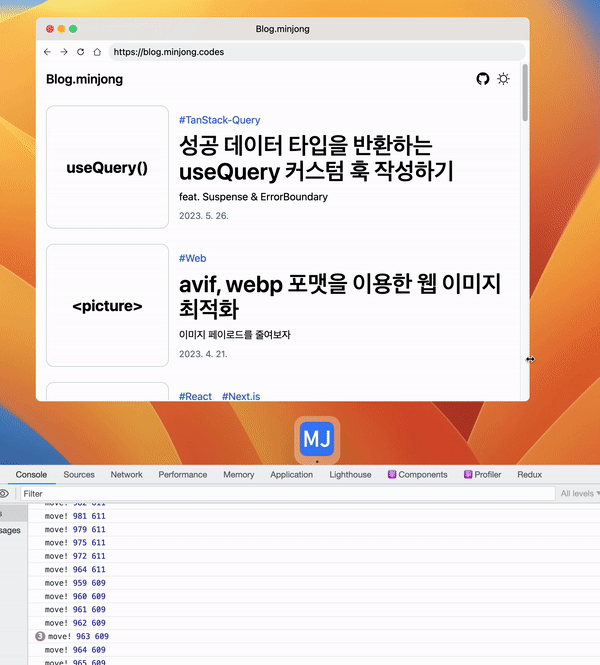 Blog.minjong
https://blog.minjong.codes
Blog.minjong
useQuery()
#TanStack-Query
성공 데이터 타입을 반환하는
useQuery 커스텀 훅 작성하기
feat. Suspense & ErrorBoundary
2023. 5. 26.
<picture>
#Web
avif, webp 포맷을 이용한 웹 이미지
최적화
이미지 페이로드를 줄여보자
2023. 4. 21.
#React #Next.js
MJ
Console Sources Network Performance Memory Application Lighthouse Components Profiler Redux
Filter
All levels
s
sages
move! 982 611
move! 981 611
move! 979 611
move! 975 611
move! 972 611
move! 964 611
move! 959 609
move! 960 609
move! 961 609
move! 962 609
3 move! 963 609
move! 964 609
move! 965 609